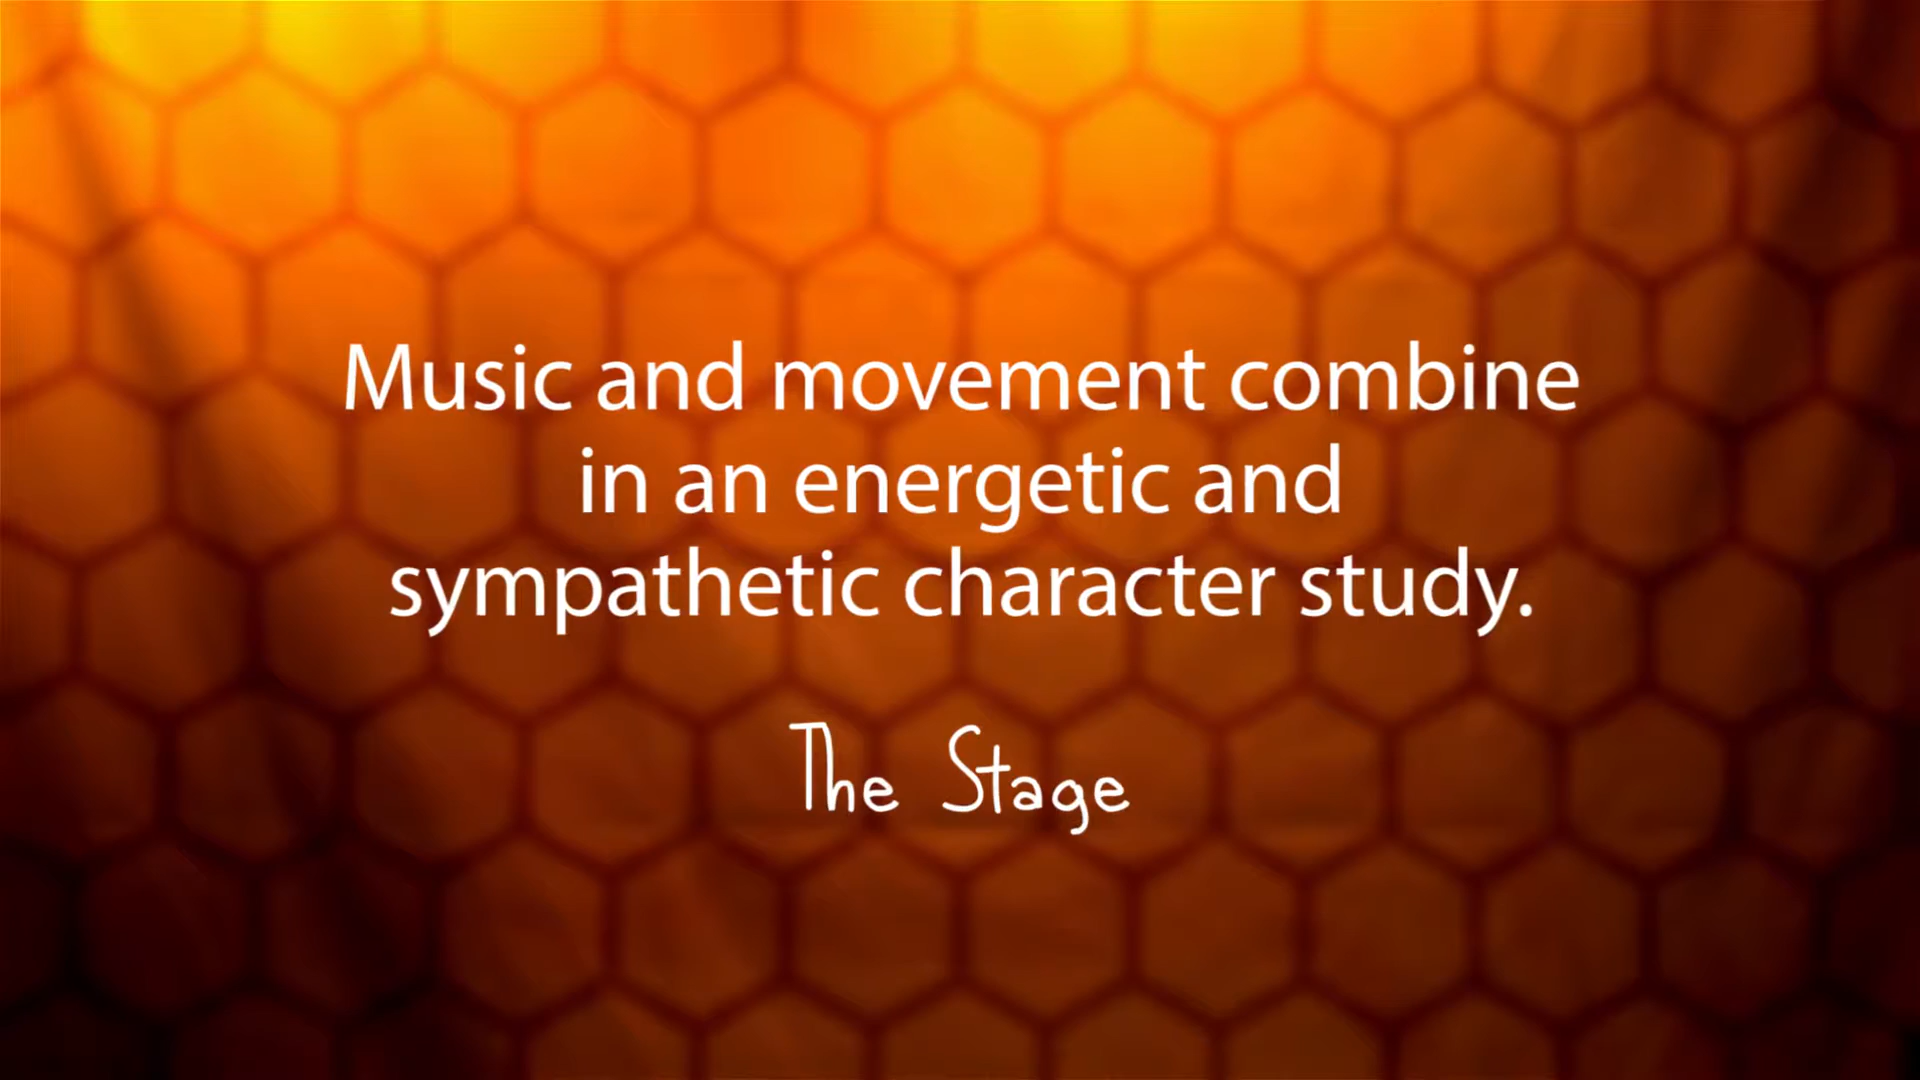 Music and movement combine
in an energetic and
sympathetic character study.
The Stage